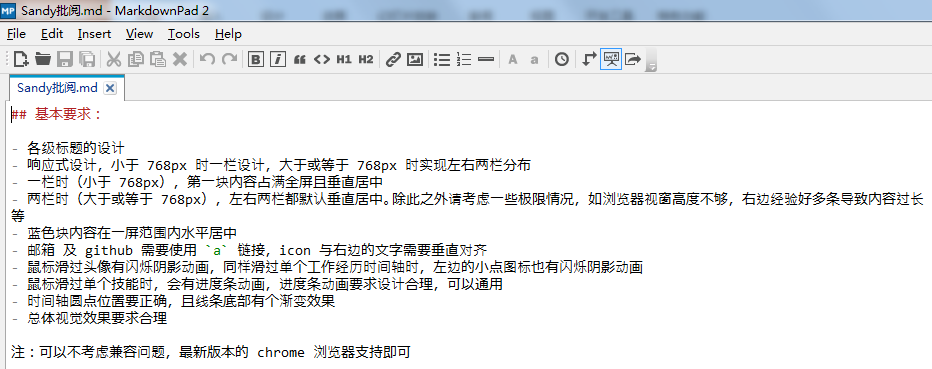 Sandy批阅.md - MarkdownPad 2
File Edit Insert View Tools Help
B i “ <> H1 H2 A a
Sandy批阅.md
## 基本要求：
- 各级标题的设计
- 响应式设计，小于 768px 时一栏设计，大于或等于 768px 时实现左右两栏分布
- 一栏时（小于 768px），第一块内容占满全屏且垂直居中
- 两栏时（大于或等于 768px），左右两栏都默认垂直居中。除此之外请考虑一些极限情况，如浏览器视窗高度不够，右边经验好多条导致内容过长
等
- 蓝色块内容在一屏范围内水平居中
- 邮箱 及 github 需要使用 `a` 链接，icon 与右边的文字需要垂直对齐
- 鼠标滑过头像有闪烁阴影动画，同样滑过单个工作经历时间轴时，左边的小点图标也有闪烁阴影动画
- 鼠标滑过单个技能时，会有进度条动画，进度条动画要求设计合理，可以通用
- 时间轴圆点位置要正确，且线条底部有个渐变效果
- 总体视觉效果要求合理
注：可以不考虑兼容问题，最新版本的 chrome 浏览器支持即可